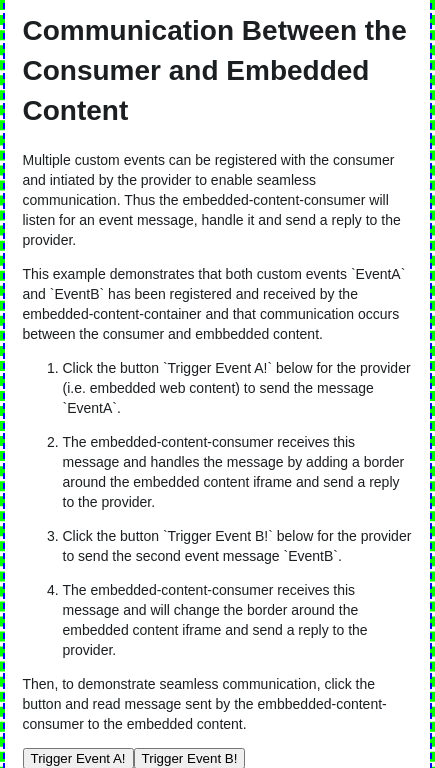 Communication Between the
Consumer and Embedded
Content
Multiple custom events can be registered with the consumer
and intiated by the provider to enable seamless
communication. Thus the embedded-content-consumer will
listen for an event message, handle it and send a reply to the
provider.
This example demonstrates that both custom events `EventA`
and `EventB` has been registered and received by the
embedded-content-container and that communication occurs
between the consumer and embbedded content.
1. Click the button `Trigger Event A!` below for the provider
(i.e. embedded web content) to send the message
`EventA`.
2. The embedded-content-consumer receives this
message and handles the message by adding a border
around the embedded content iframe and send a reply
to the provider.
3. Click the button `Trigger Event B!` below for the provider
to send the second event message `EventB`.
4. The embedded-content-consumer receives this
message and will change the border around the
embedded content iframe and send a reply to the
provider.
Then, to demonstrate seamless communication, click the
button and read message sent by the embbedded-content-
consumer to the embedded content.
Trigger Event A! Trigger Event B!